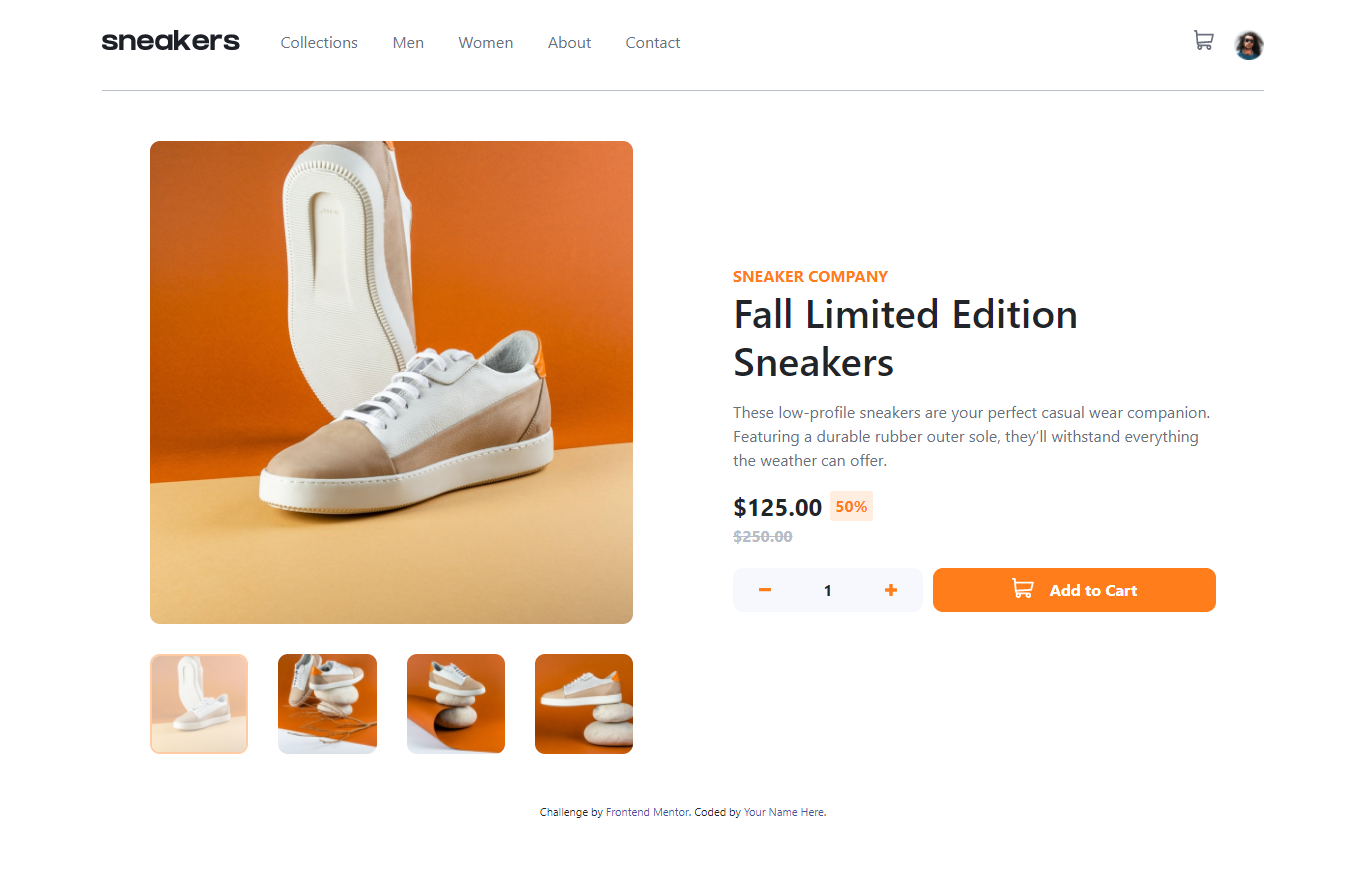 sneakers Collections Men Women About Contact
SNEAKER COMPANY
Fall Limited Edition
Sneakers
These low-profile sneakers are your perfect casual wear companion.
Featuring a durable rubber outer sole, they’ll withstand everything
the weather can offer.
$125.00 50%
$250.00
1 Add to Cart
Challenge by Frontend Mentor. Coded by Your Name Here.